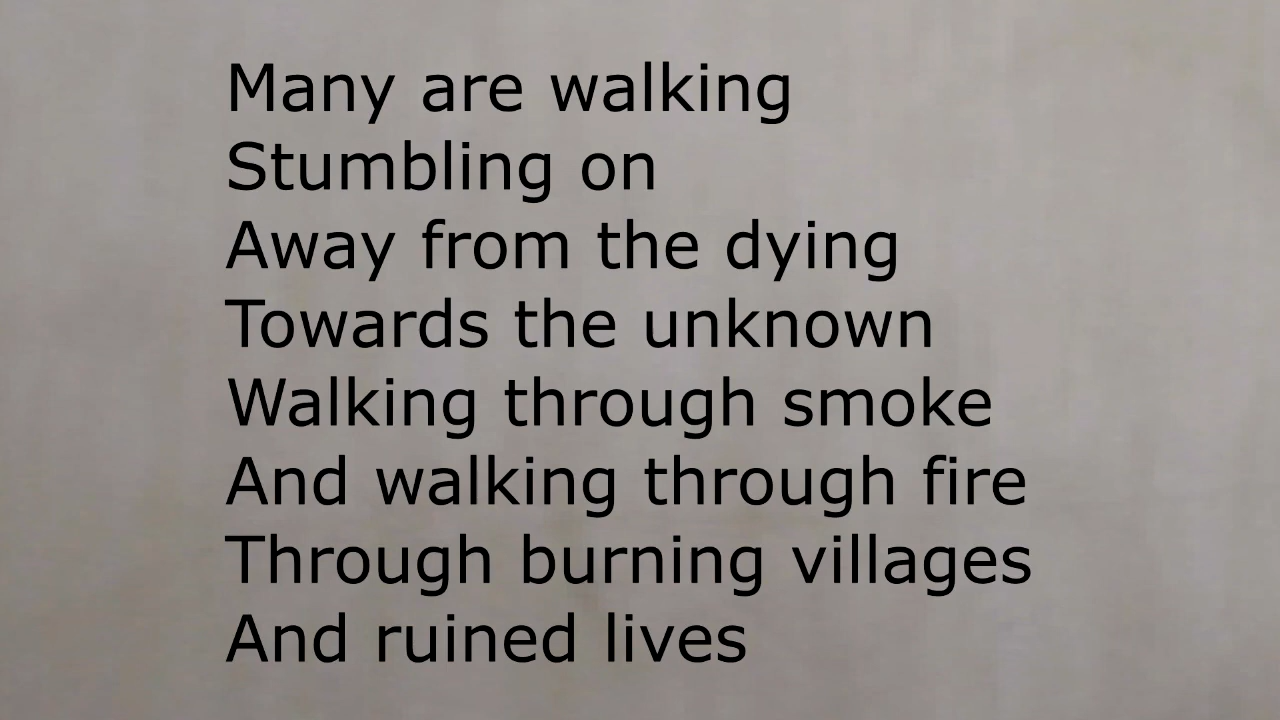 Many are walking
Stumbling on
Away from the dying
Towards the unknown
Walking through smoke
And walking through fire
Through burning villages
And ruined lives